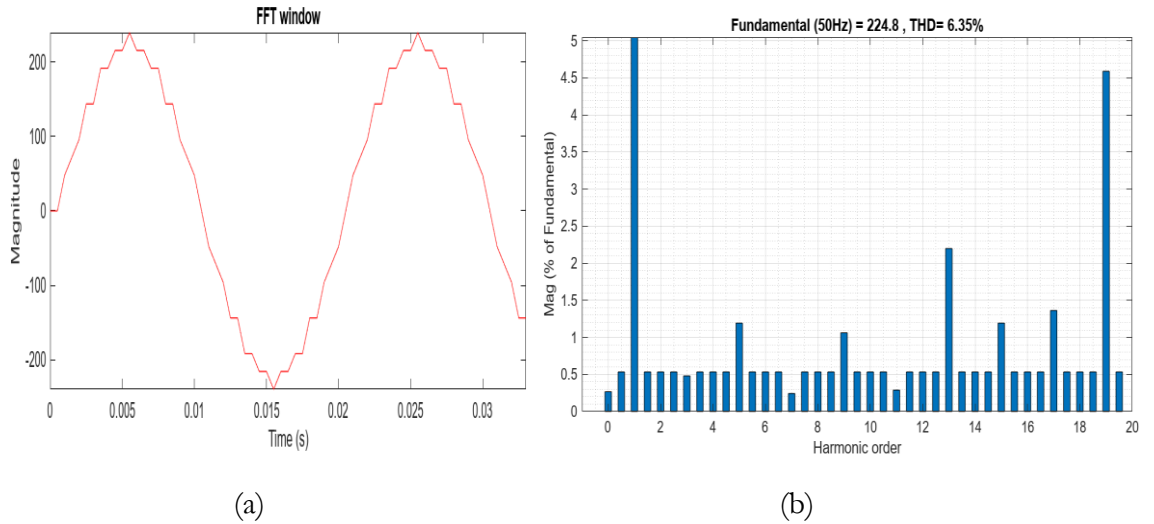 FFT window
Magnitude
200
100
0
-100
-200
0 0.005 0.01 0.015 0.02 0.025 0.03
Time (s)
(a)
Fundamental (50Hz) = 224.8 , THD= 6.35%
Mag (% of Fundamental)
5
4.5
4
3.5
3
2.5
2
1.5
1
0.5
0
0 2 4 6 8 10 12 14 16 18 20
Harmonic order
(b)